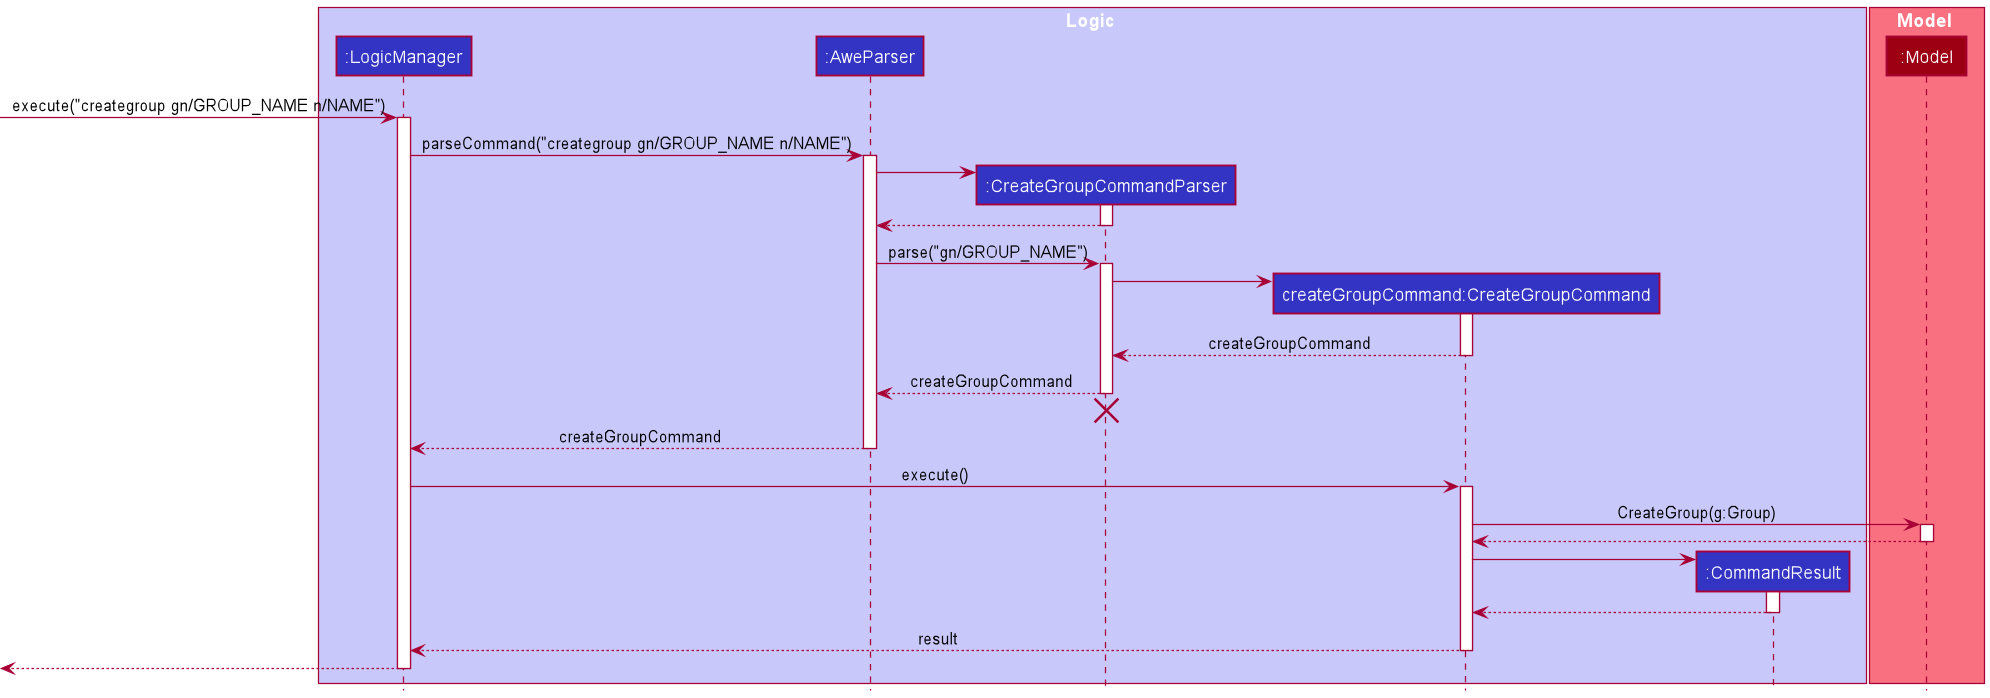 Logic
Model
:LogicManager
:AweParser
:Model
execute("creategroup gn/GROUP_NAME n/NAME")
parseCommand("creategroup gn/GROUP_NAME n/NAME")
:CreateGroupCommandParser
parse("gn/GROUP_NAME")
createGroupCommand:CreateGroupCommand
createGroupCommand
createGroupCommand
createGroupCommand
execute()
CreateGroup(g:Group)
:CommandResult
result